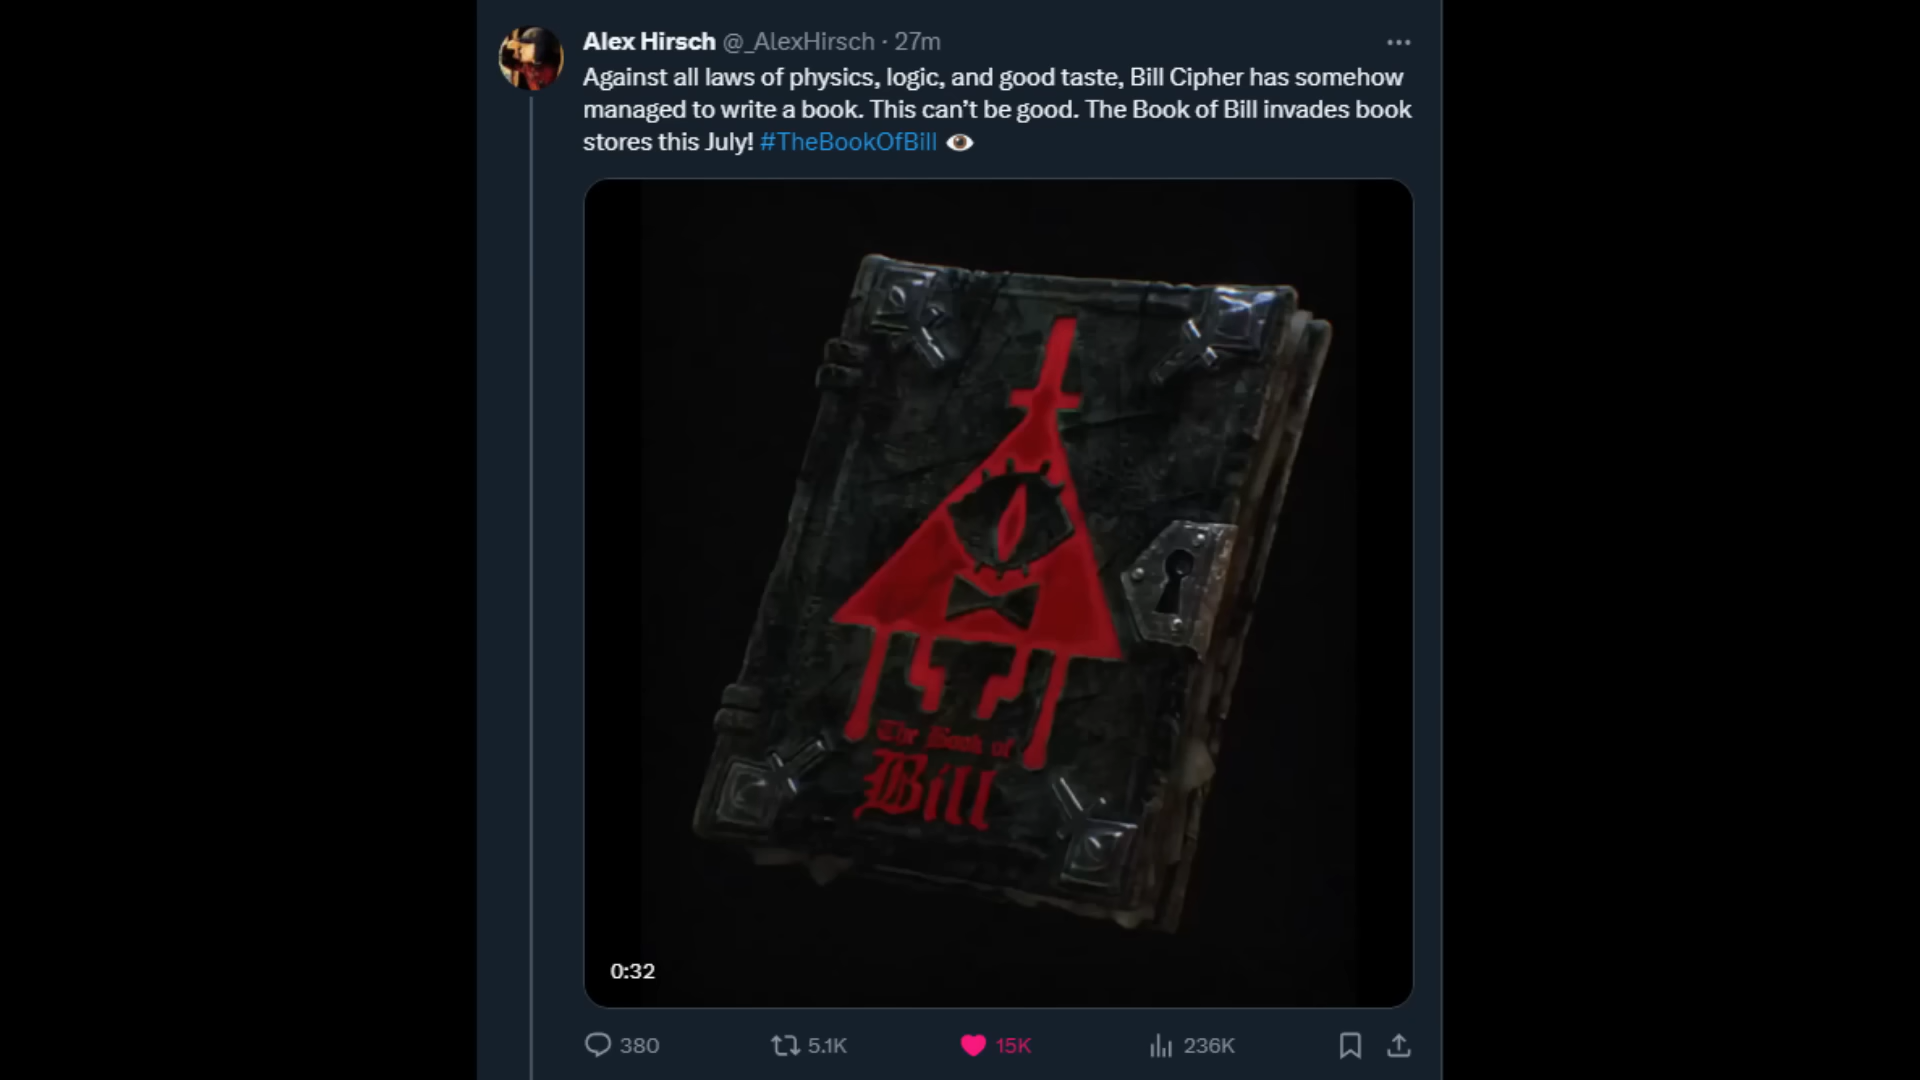 Alex Hirsch @_AlexHirsch · 27m
Against all laws of physics, logic, and good taste, Bill Cipher has somehow
managed to write a book. This can’t be good. The Book of Bill invades book
stores this July! #TheBookOfBill 👁️
The Book of
Bill
0:32
380 5.1K 15K 236K